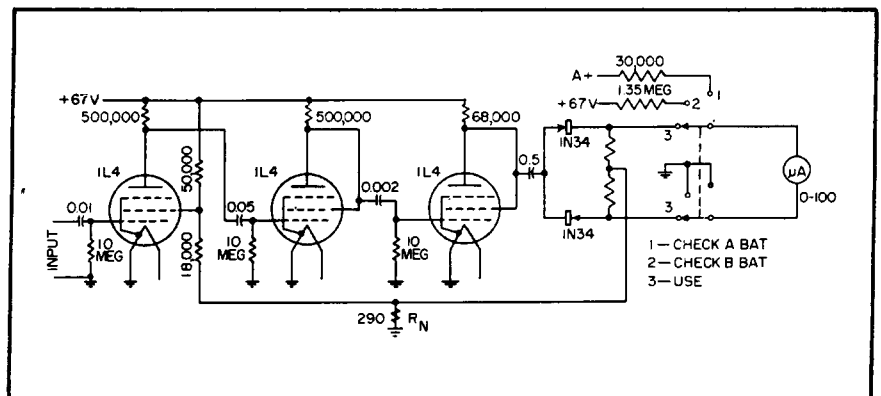 A+ 30,000 1
+67V 1.35 MEG 2
+67V
500,000 500,000 68,000
50,000
1L4 1L4 1L4
0.01 0.05 0.002 0.5
1N34
3
μA
0-100
3
1N34
INPUT
10 MEG
18,000
10 MEG
10 MEG
290 RN
1—CHECK A BAT
2—CHECK B BAT
3—USE